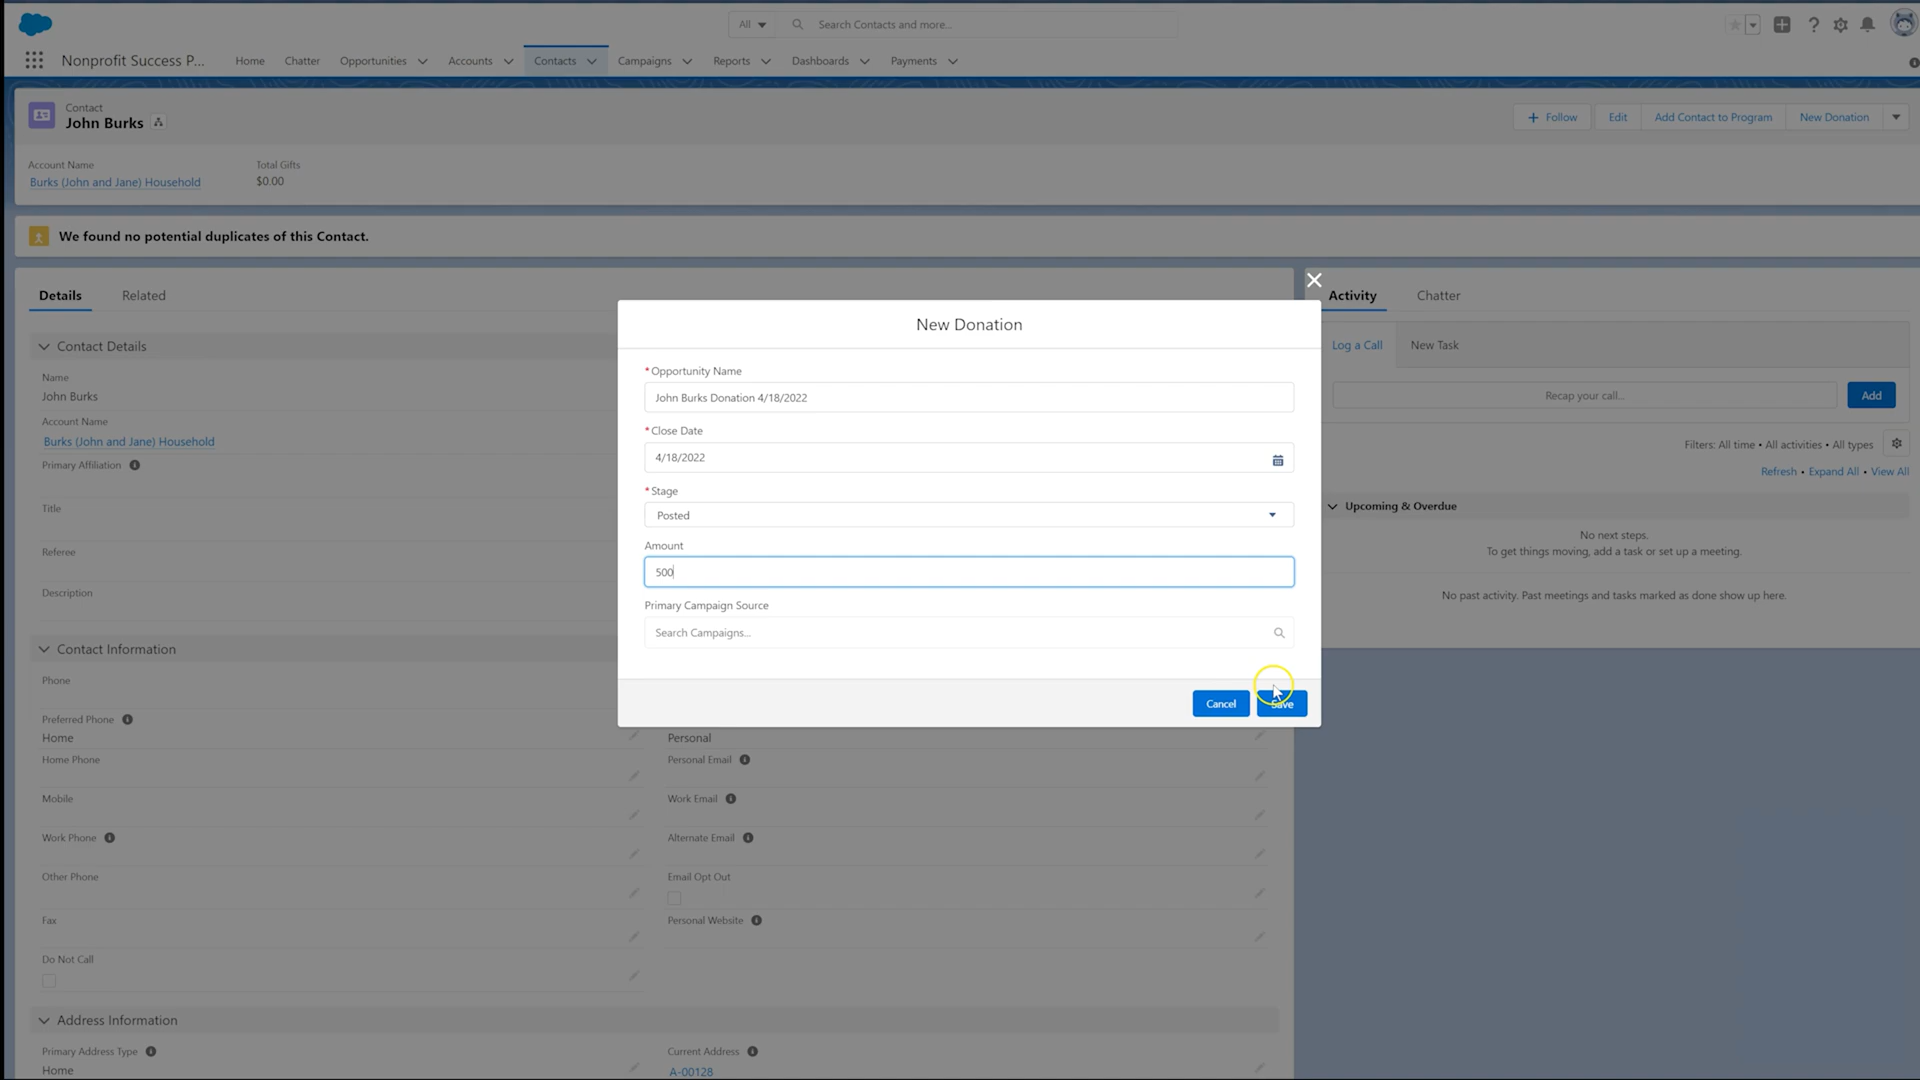 All
Search Contacts and more...
Nonprofit Success P...
Home
Chatter
Opportunities
Accounts
Contacts
Campaigns
Reports
Dashboards
Payments
Contact
John Burks
+ Follow
Edit
Add Contact to Program
New Donation
Account Name
Total Gifts
Burks (John and Jane) Household
$0.00
We found no potential duplicates of this Contact.
Details
Related
Contact Details
Name
John Burks
Account Name
Burks (John and Jane) Household
Primary Affiliation
Title
Referee
Description
Contact Information
Phone
Preferred Phone
Home
Personal
Home Phone
Personal Email
Mobile
Work Email
Work Phone
Alternate Email
Other Phone
Email Opt Out
Fax
Personal Website
Do Not Call
Address Information
Primary Address Type
Current Address
Home
A-00128
New Donation
*Opportunity Name
John Burks Donation 4/18/2022
*Close Date
4/18/2022
*Stage
Posted
Amount
500
Primary Campaign Source
Search Campaigns...
Cancel
Save
Activity
Chatter
Log a Call
New Task
Recap your call...
Add
Filters: All time • All activities • All types
Refresh • Expand All • View All
Upcoming & Overdue
No next steps.
To get things moving, add a task or set up a meeting.
No past activity. Past meetings and tasks marked as done show up here.